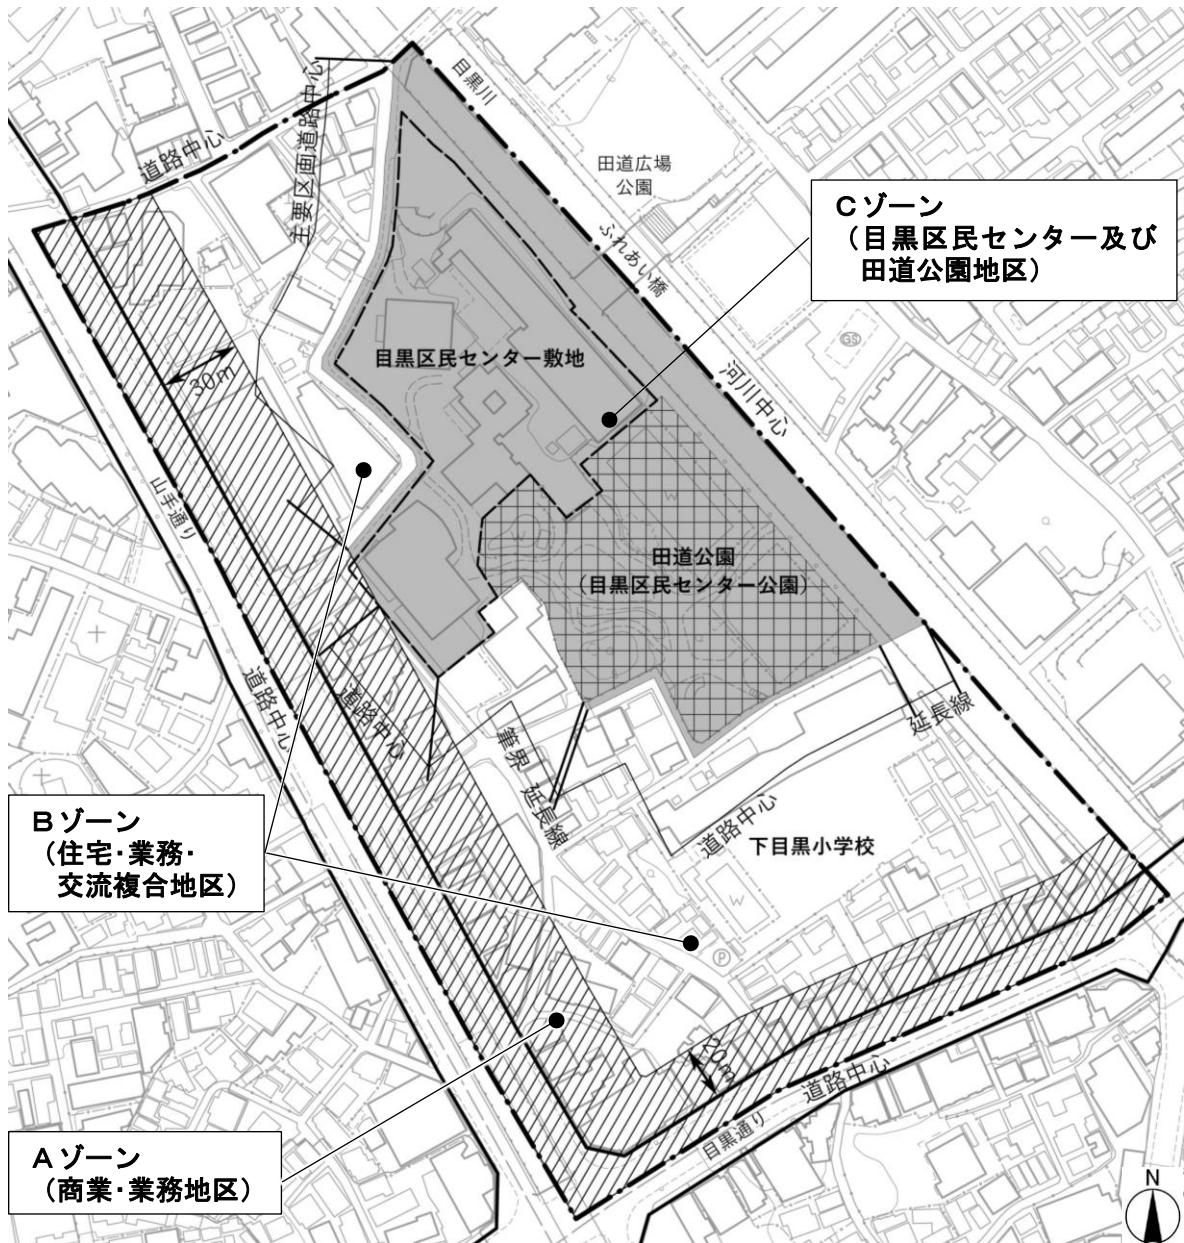 目黒川
主要区画道路中心
道路中心
田道広場
公園
Cゾーン
（目黒区民センター及び
田道公園地区）
ふれあい橋
GS
30m
目黒区民センター敷地
河川中心
山手通り
W
W
田道公園
（目黒区民センター公園）
道路中心
道路中心
延長線
筆界 延長線
Bゾーン
（住宅・業務・
交流複合地区）
道路中心
下目黒小学校
W
P
20m
道路中心
目黒通り
Aゾーン
（商業・業務地区）
N